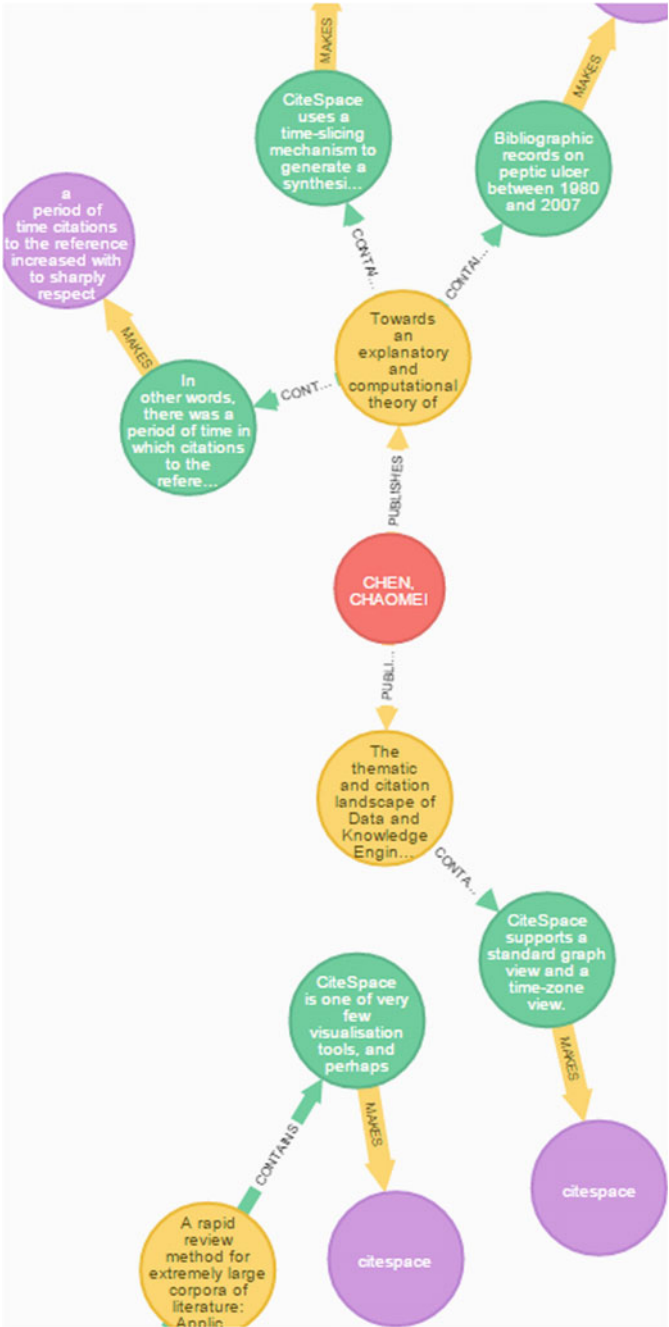 MAKES
CiteSpace
uses a
time-slicing
mechanism to
generate a
synthesi...
MAKES
Bibliographic
records on
peptic ulcer
between 1980
and 2007
a
period of
time citations
to the reference
increased with
to sharply
respect
CONTAI...
CONTAI...
MAKES
Towards
an
explanatory
and
computational
theory of
In
other words,
there was a
period of time in
which citations
to the
refere...
CONT...
PUBLISHES
CHEN,
CHAOMEI
PUBLI...
The
thematic
and citation
landscape of
Data and
Knowledge
Engin...
CONTA...
CiteSpace
supports a
standard graph
view and a
time-zone
view.
CiteSpace
is one of very
few
visualisation
tools, and
perhaps
MAKES
MAKES
CONTAINS
citespace
citespace
A rapid
review
method for
extremely large
corpora of
literature:
Applic...